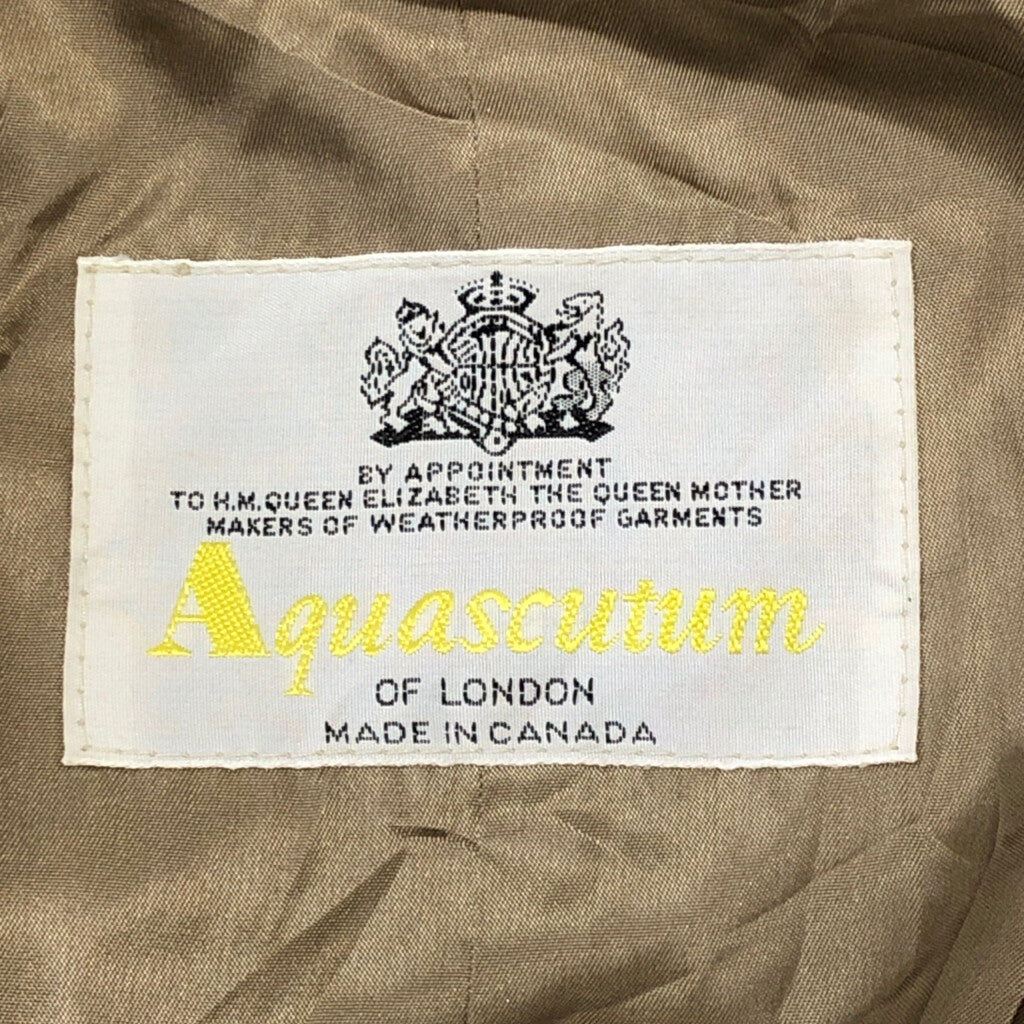 BY APPOINTMENT
TO H.M. QUEEN ELIZABETH THE QUEEN MOTHER
MAKERS OF WEATHERPROOF GARMENTS
Aquascutum
OF LONDON
MADE IN CANADA